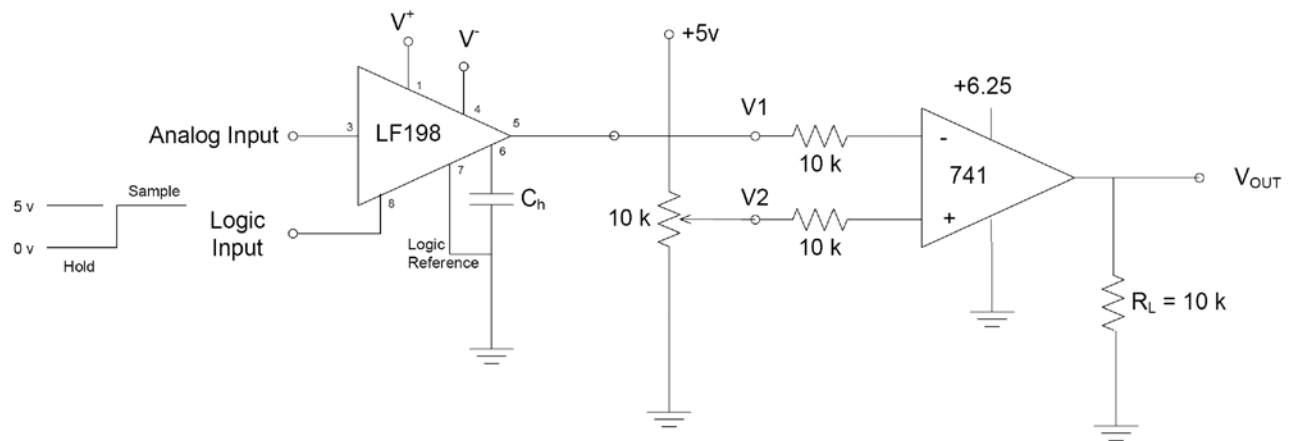 V+
V-
+5v
1
4
+6.25
V1
5
Analog Input
3
LF198
-
6
10 k
7
741
VOUT
Sample
8
Ch
V2
5 v
10 k
+
Logic
Input
10 k
0 v
Logic
Reference
Hold
RL = 10 k